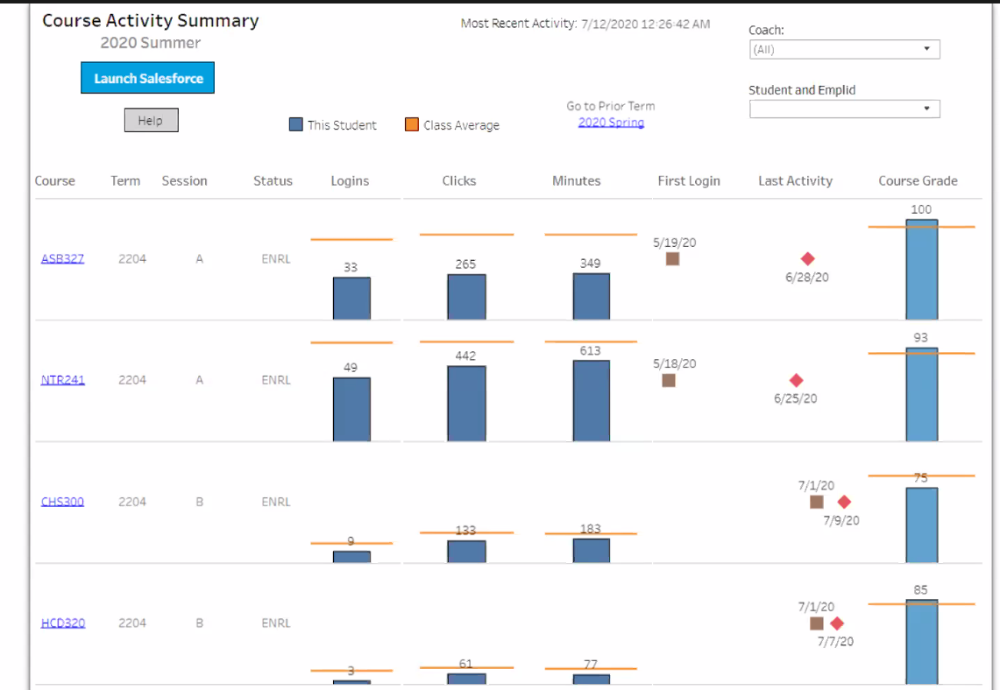 Course Activity Summary
2020 Summer
Launch Salesforce
Help
Most Recent Activity: 7/12/2020 12:26:42 AM
Coach:
(All)
Student and Emplid
Go to Prior Term
2020 Spring
This Student
Class Average
Course Term Session Status Logins Clicks Minutes First Login Last Activity Course Grade
ASB327 2204 A ENRL 33 265 349 5/19/20 6/28/20 100
NTR241 2204 A ENRL 49 442 613 5/18/20 6/25/20 93
CHS300 2204 B ENRL 9 133 183 7/1/20 7/9/20 75
HCD320 2204 B ENRL 3 61 77 7/1/20 7/7/20 85